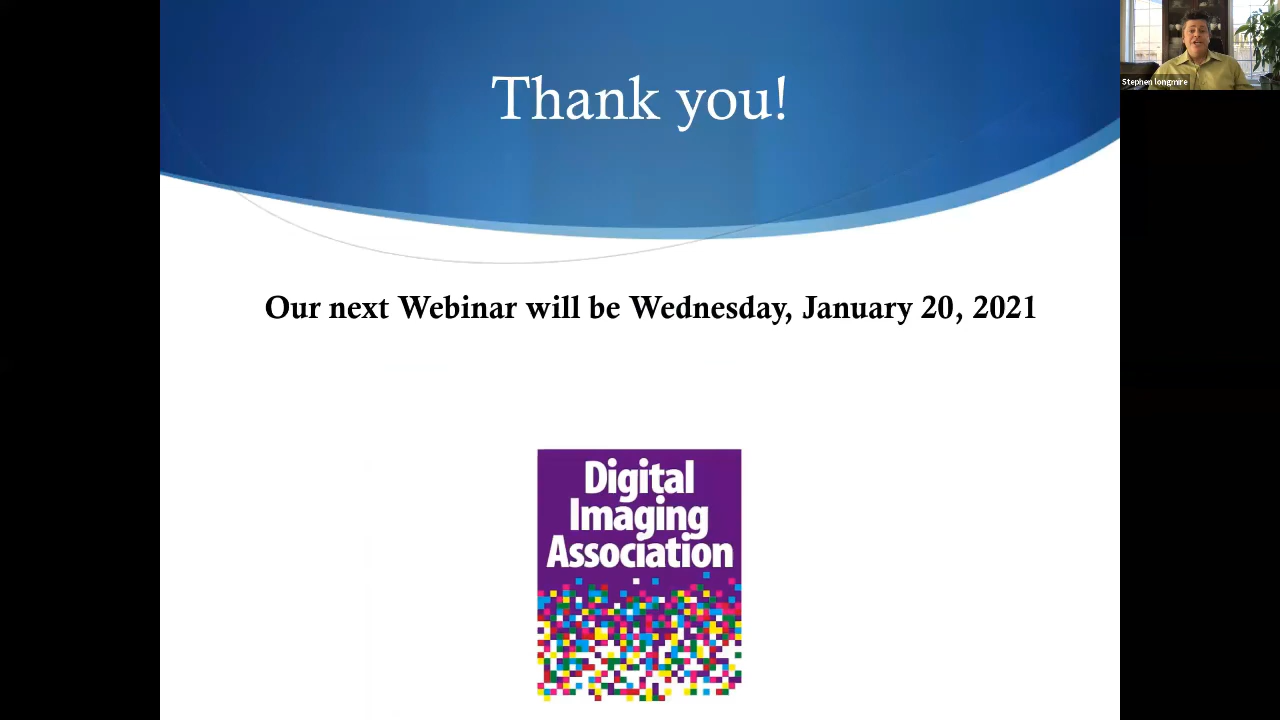 Thank you!
Stephen longmire
Our next Webinar will be Wednesday, January 20, 2021
Digital
Imaging
Association